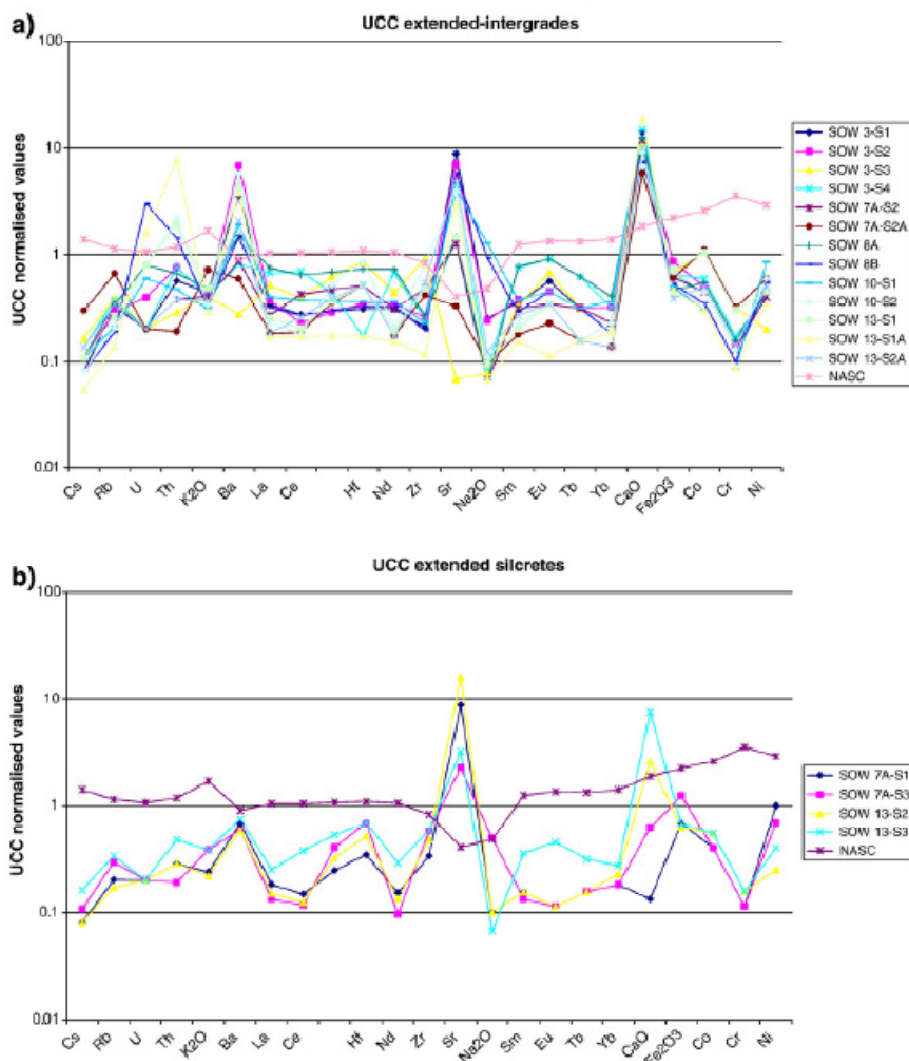 a)
UCC extended-intergrades
UCC normalised values
100
10
1
0.1
0.01
Cs
Rb
U
Th
K2O
Ba
La
Ce
Hf
Nd
Zr
Sr
Na2O
Sm
Eu
Tb
Yb
CaO
Fe2O3
Co
Cr
Ni
SOW 3-S1
SOW 3-S2
SOW 3-S3
SOW 3-S4
SOW 7A-S2
SOW 7A-S2A
SOW 8A
SOW 8B
SOW 10-S1
SOW 10-S2
SOW 13-S1
SOW 13-S1A
SOW 13-S2A
NASC
b)
UCC extended silcretes
UCC normalised values
100
10
1
0.1
0.01
Cs
Rb
U
Th
K2O
Ba
La
Ce
Hf
Nd
Zr
Sr
Na2O
Sm
Eu
Tb
Yb
CaO
Fe2O3
Co
Cr
Ni
SOW 7A-S1
SOW 7A-S3
SOW 13-S2
SOW 13-S3
NASC